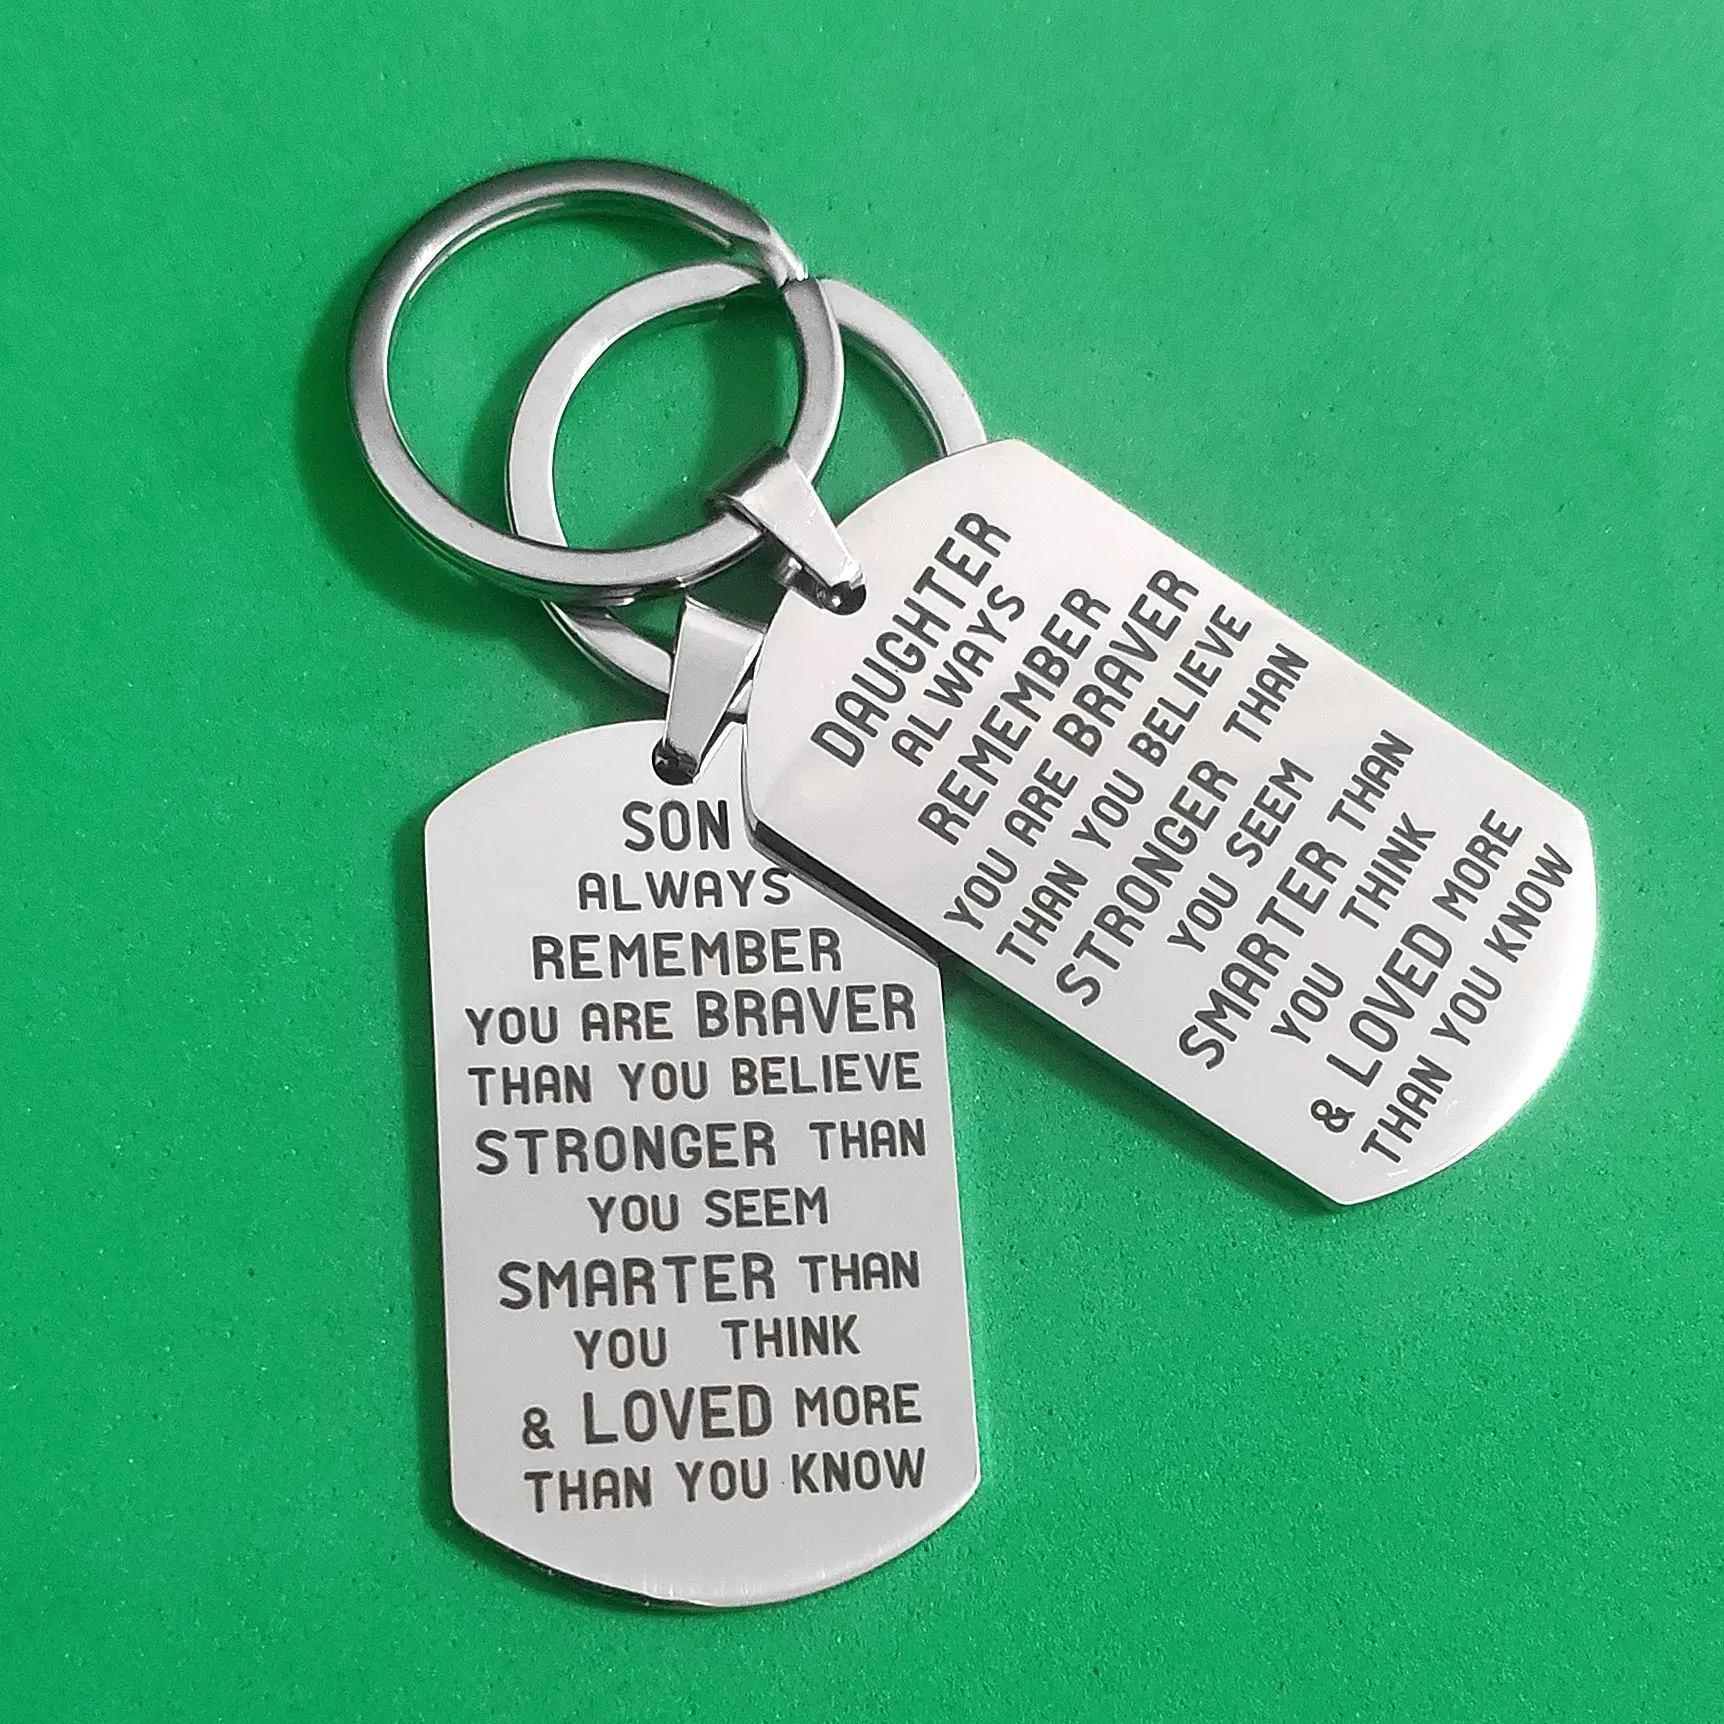 SON
ALWAYS
REMEMBER
YOU ARE BRAVER
THAN YOU BELIEVE
STRONGER THAN
YOU SEEM
SMARTER THAN
YOU THINK
& LOVED MORE
THAN YOU KNOW
DAUGHTER
ALWAYS
REMEMBER
YOU ARE BRAVER
THAN YOU BELIEVE
STRONGER THAN
YOU SEEM
SMARTER THAN
YOU THINK
& LOVED MORE
THAN YOU KNOW